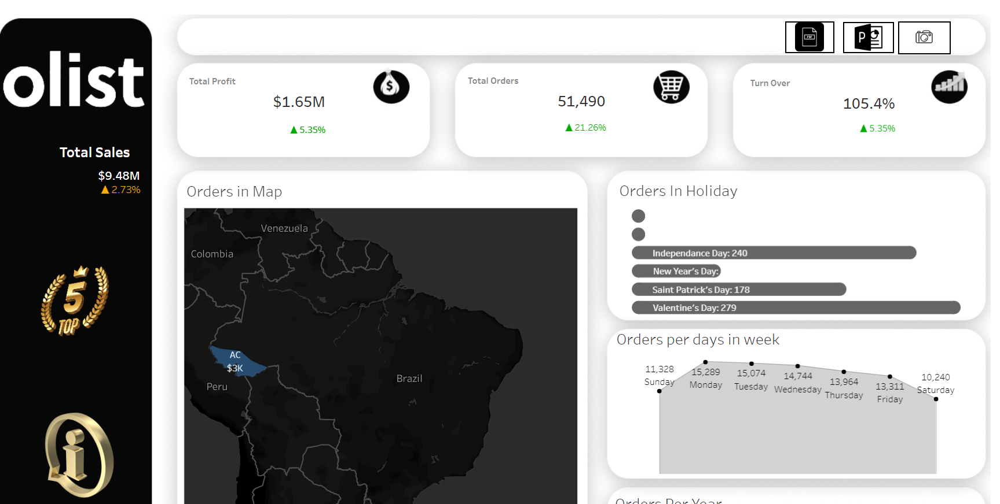 olist
Total Sales
$9.48M
▲2.73%
5
TOP
i
PDF
P
Total Profit
$
$1.65M
▲5.35%
Total Orders
51,490
▲21.26%
Turn Over
105.4%
▲5.35%
Orders in Map
Venezuela
Colombia
AC
$3K
Peru
Brazil
Orders In Holiday
Independance Day: 240
New Year's Day:
Saint Patrick's Day: 178
Valentine's Day: 279
Orders per days in week
11,328
Sunday
15,289
Monday
15,074
Tuesday
14,744
Wednesday
13,964
Thursday
13,311
Friday
10,240
Saturday
Orders Per Year